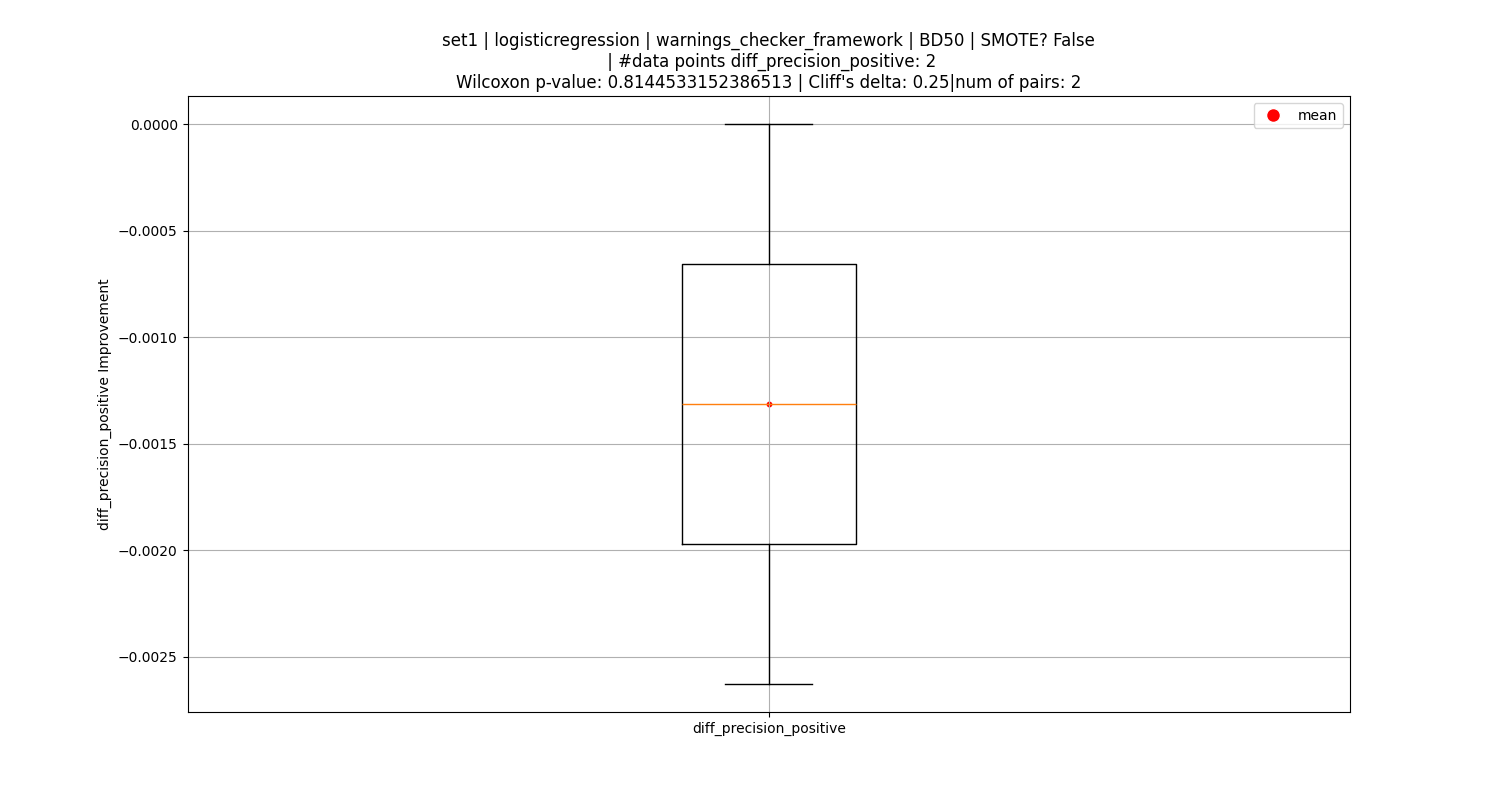 set1 | logisticregression | warnings_checker_framework | BD50 | SMOTE? False
| #data points diff_precision_positive: 2
Wilcoxon p-value: 0.8144533152386513 | Cliff's delta: 0.25|num of pairs: 2
mean
0.0000
−0.0005
−0.0010
−0.0015
−0.0020
−0.0025
diff_precision_positive Improvement
diff_precision_positive